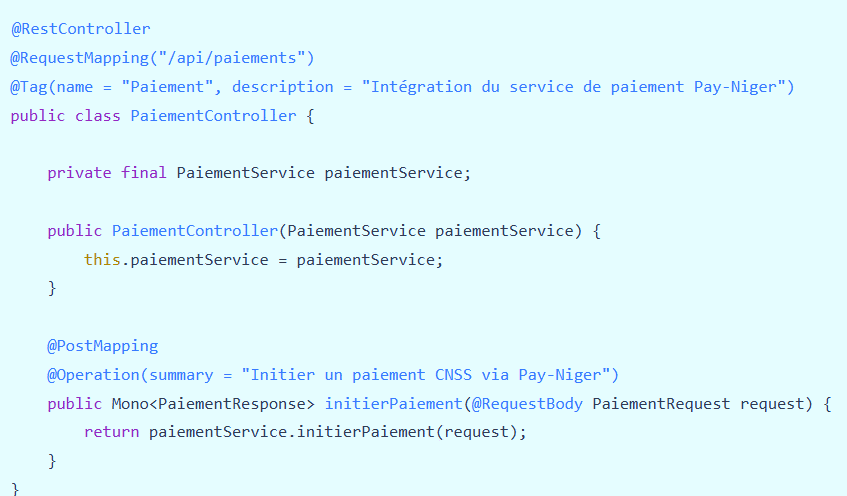 @RestController
@RequestMapping("/api/paiements")
@Tag(name = "Paiement", description = "Intégration du service de paiement Pay-Niger")
public class PaiementController {
private final PaiementService paiementService;
public PaiementController(PaiementService paiementService) {
this.paiementService = paiementService;
}
@PostMapping
@Operation(summary = "Initier un paiement CNSS via Pay-Niger")
public Mono<PaiementResponse> initierPaiement(@RequestBody PaiementRequest request) {
return paiementService.initierPaiement(request);
}
}